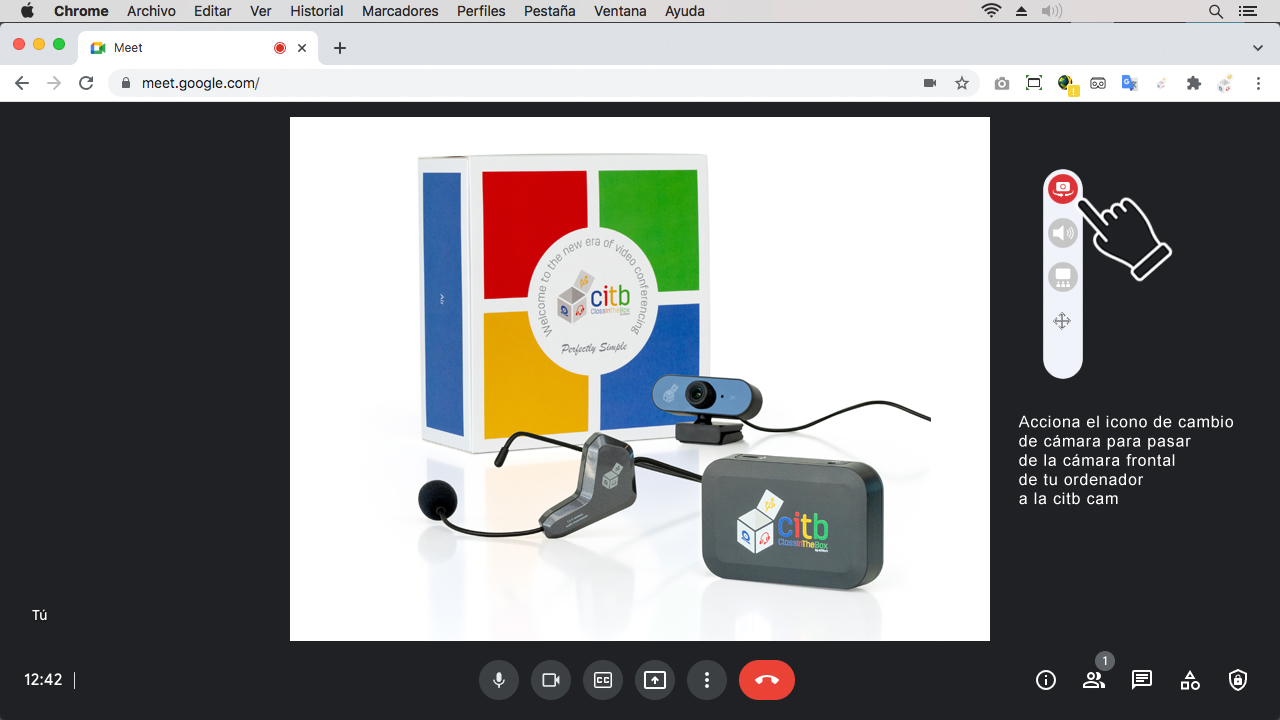 Chrome Archivo Editar Ver Historial Marcadores Perfiles Pestaña Ventana Ayuda
Meet
meet.google.com/
Welcome to the new era of video conferencing
citb
ClassInTheBox
Perfectly Simple
Air
citb
ClassInTheBox
Acciona el icono de cambio
de cámara para pasar
de la cámara frontal
de tu ordenador
a la citb cam
Tú
12:42
CC
1